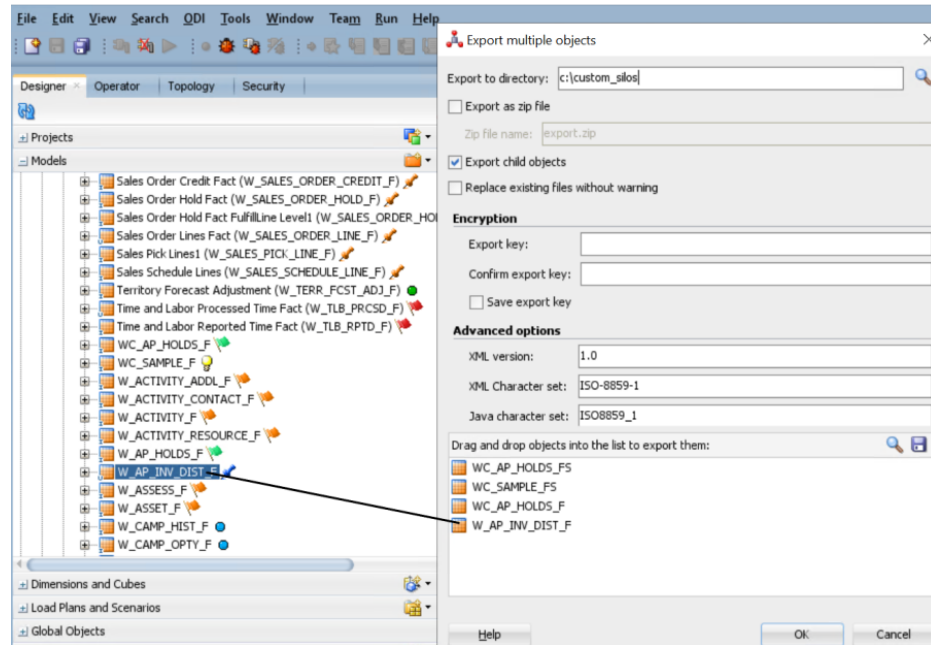 File Edit View Search ODI Tools Window Team Run Help
Designer Operator Topology Security
Projects
Models
Sales Order Credit Fact (W_SALES_ORDER_CREDIT_F)
Sales Order Hold Fact (W_SALES_ORDER_HOLD_F)
Sales Order Hold Fact FulfillLine Level1 (W_SALES_ORDER_HO
Sales Order Lines Fact (W_SALES_ORDER_LINE_F)
Sales Pick Lines1 (W_SALES_PICK_LINE_F)
Sales Schedule Lines (W_SALES_SCHEDULE_LINE_F)
Territory Forecast Adjustment (W_TERR_FCST_ADJ_F)
Time and Labor Processed Time Fact (W_TLB_PRCSD_F)
Time and Labor Reported Time Fact (W_TLB_RPTD_F)
WC_AP_HOLDS_F
WC_SAMPLE_F
W_ACTIVITY_ADDL_F
W_ACTIVITY_CONTACT_F
W_ACTIVITY_F
W_ACTIVITY_RESOURCE_F
W_AP_HOLDS_F
W_AP_INV_DIST_F
W_ASSESS_F
W_ASSET_F
W_CAMP_HIST_F
W_CAMP_OPTY_F
Dimensions and Cubes
Load Plans and Scenarios
Global Objects
Export multiple objects
Export to directory: c:\custom_silos
Export as zip file
Zip file name: export.zip
Export child objects
Replace existing files without warning
Encryption
Export key:
Confirm export key:
Save export key
Advanced options
XML version: 1.0
XML Character set: ISO-8859-1
Java character set: ISO8859_1
Drag and drop objects into the list to export them:
WC_AP_HOLDS_FS
WC_SAMPLE_FS
WC_AP_HOLDS_F
W_AP_INV_DIST_F
Help OK Cancel